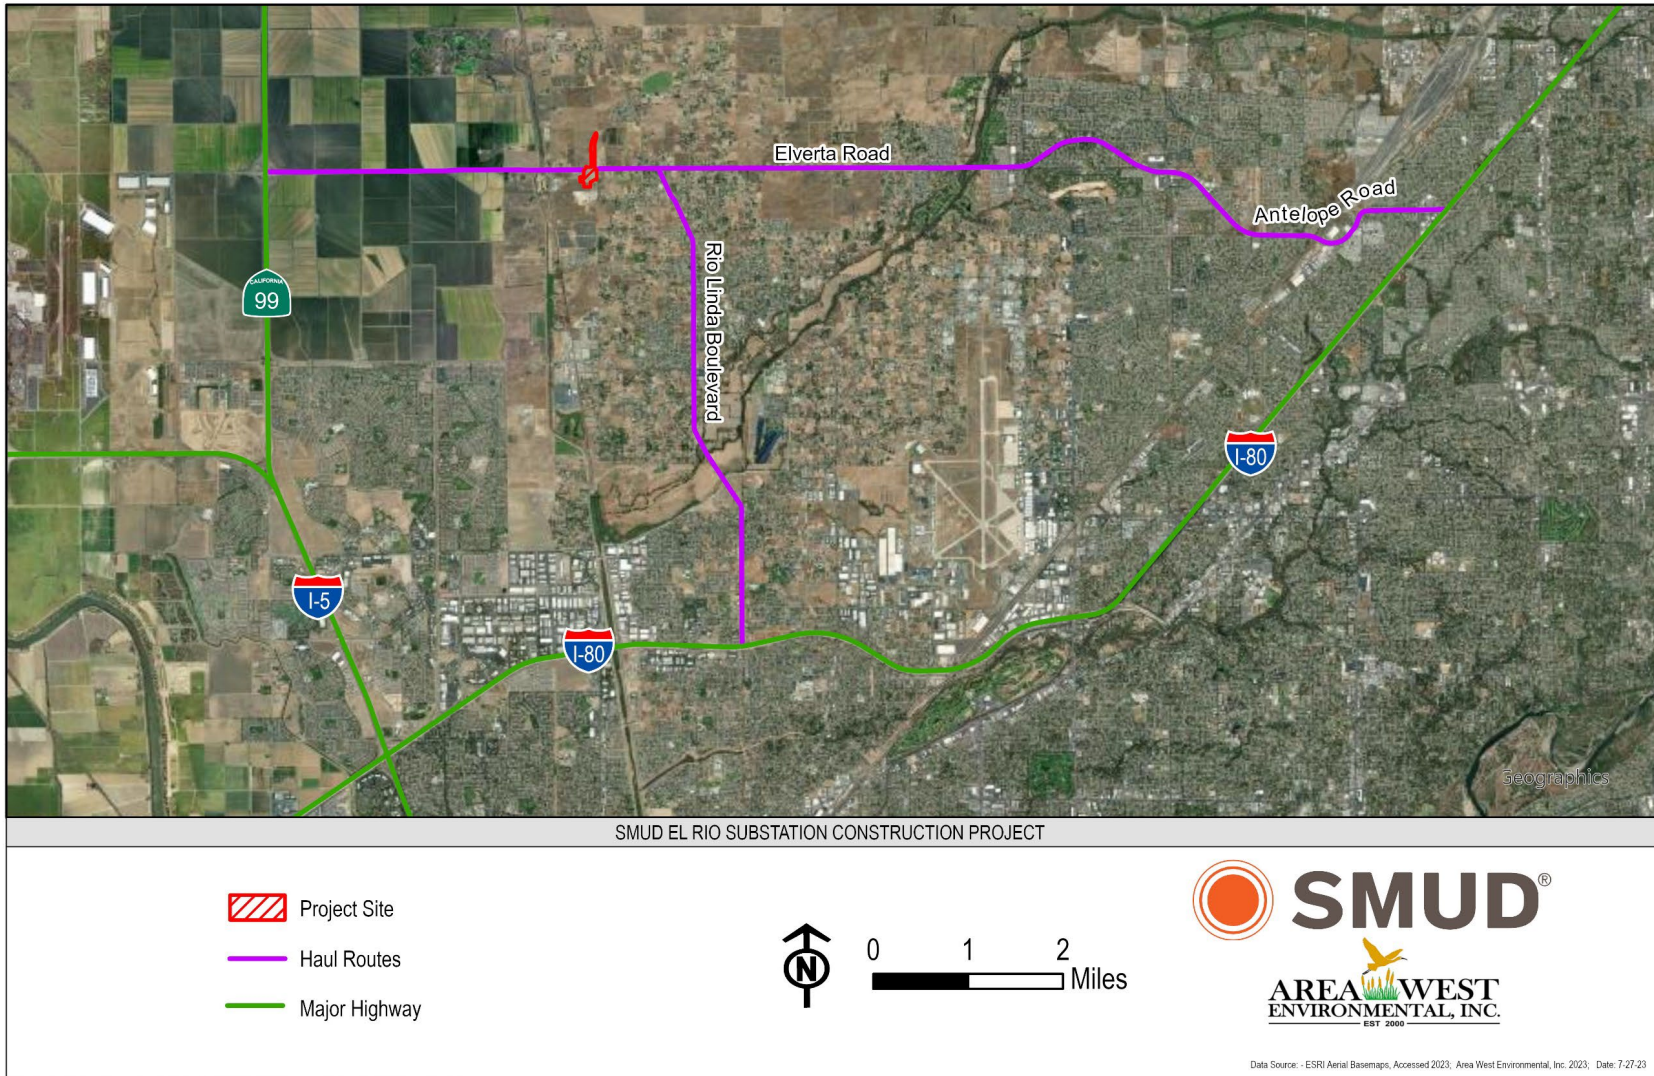 Elverta Road
Antelope Road
Rio Linda Boulevard
CALIFORNIA
99
I-80
I-5
I-80
Geographics
SMUD EL RIO SUBSTATION CONSTRUCTION PROJECT
Project Site
Haul Routes
Major Highway
N
0 1 2
Miles
SMUD®
AREA WEST
ENVIRONMENTAL, INC.
EST 2000
Data Source: - ESRI Aerial Basemaps, Accessed 2023; Area West Environmental, Inc. 2023; Date: 7-27-23